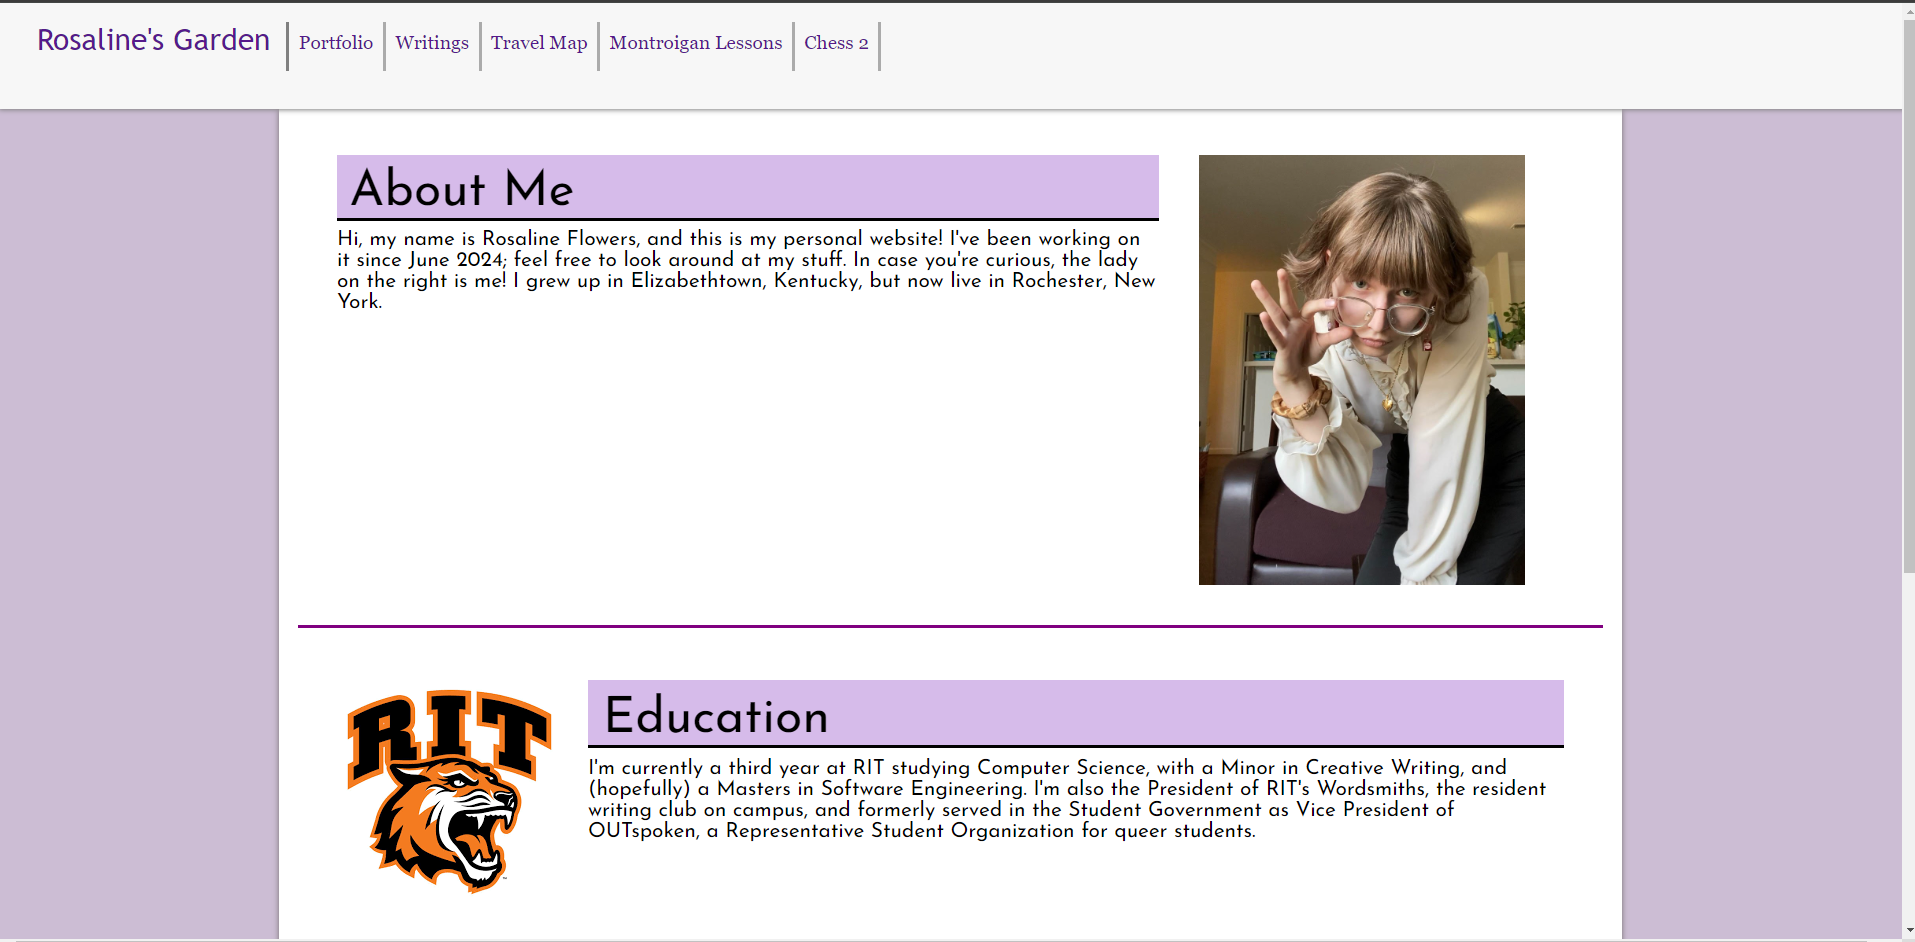 Rosaline's Garden
Portfolio
Writings
Travel Map
Montroigan Lessons
Chess 2
About Me
Hi, my name is Rosaline Flowers, and this is my personal website! I've been working on
it since June 2024; feel free to look around at my stuff. In case you're curious, the lady
on the right is me! I grew up in Elizabethtown, Kentucky, but now live in Rochester, New
York.
RIT
Education
I'm currently a third year at RIT studying Computer Science, with a Minor in Creative Writing, and
(hopefully) a Masters in Software Engineering. I'm also the President of RIT's Wordsmiths, the resident
writing club on campus, and formerly served in the Student Government as Vice President of
OUTspoken, a Representative Student Organization for queer students.